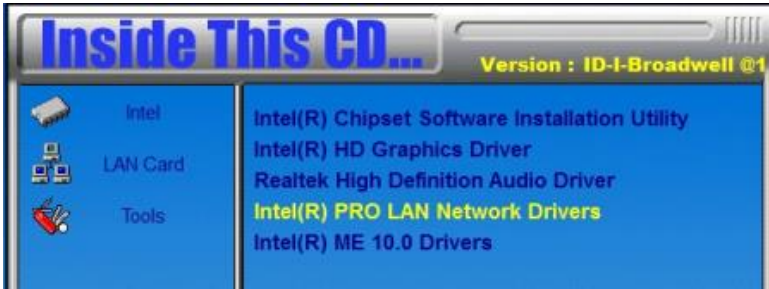 Inside This CD...
Version : ID-I-Broadwell @1
Intel
LAN Card
Tools
Intel(R) Chipset Software Installation Utility
Intel(R) HD Graphics Driver
Realtek High Definition Audio Driver
Intel(R) PRO LAN Network Drivers
Intel(R) ME 10.0 Drivers